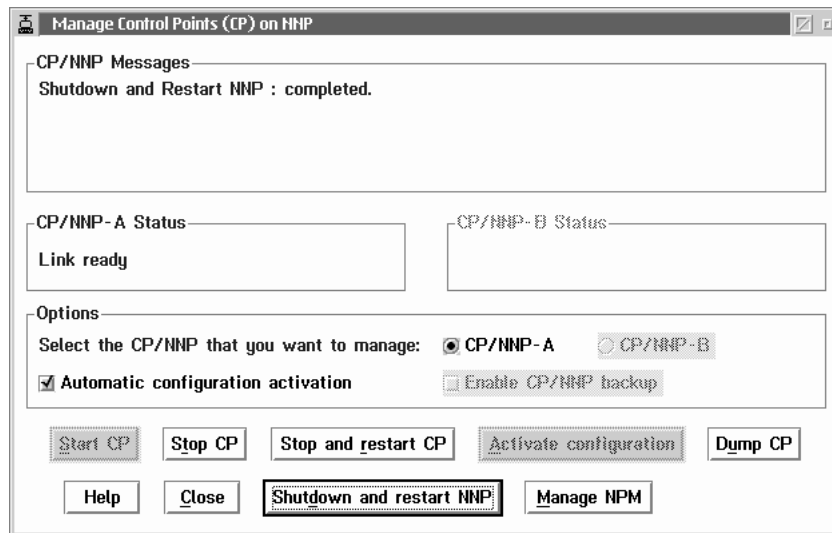 Manage Control Points (CP) on NNP
CP/NNP Messages
Shutdown and Restart NNP : completed.
CP/NNP-A Status
CP/NNP-B Status
Link ready
Options
Select the CP/NNP that you want to manage:
CP/NNP-A
CP/NNP-B
Automatic configuration activation
Enable CP/NNP backup
Start CP
Stop CP
Stop and restart CP
Activate configuration
Dump CP
Help
Close
Shutdown and restart NNP
Manage NPM